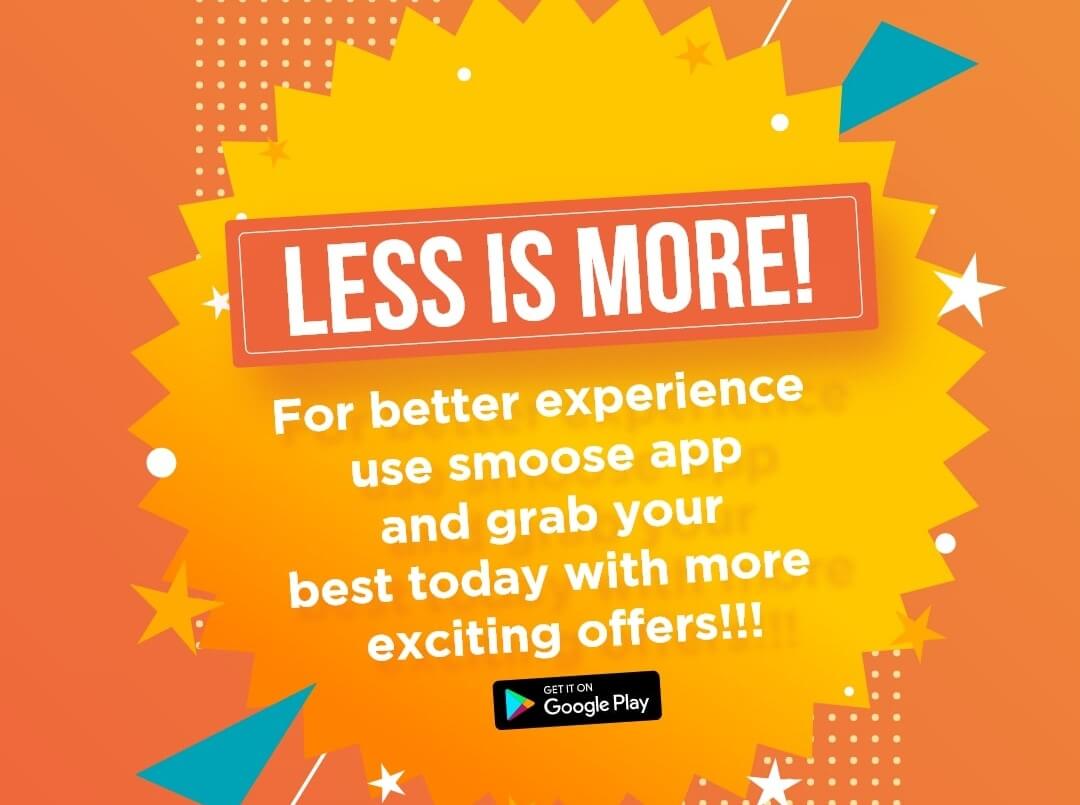 LESS IS MORE!
For better experience
use smoose app
and grab your
best today with more
exciting offers!!!
GET IT ON
Google Play